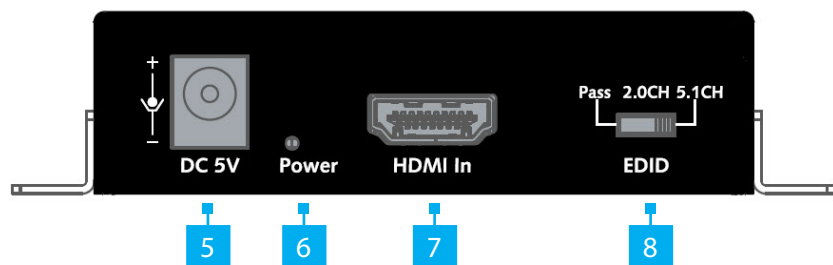 +
Pass 2.0CH 5.1CH
−
DC 5V Power HDMI In EDID
5 6 7 8